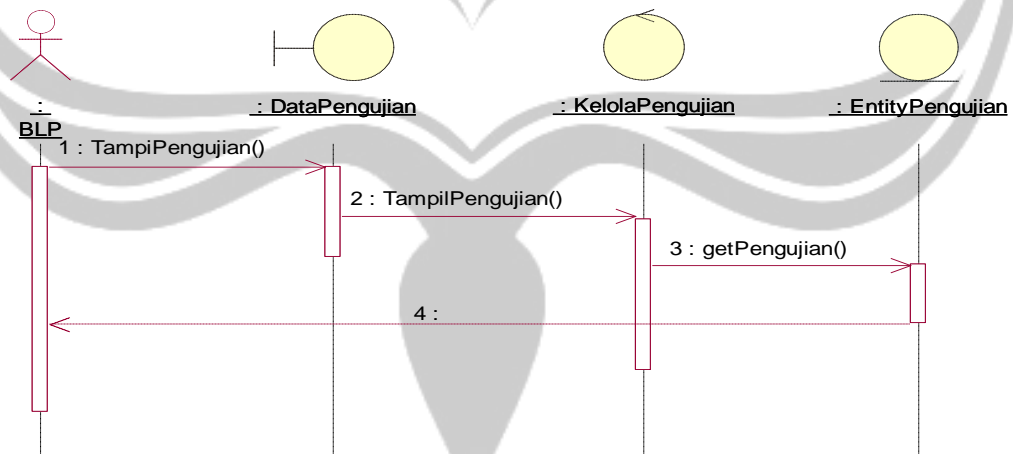 :
BLP
: DataPengujian
: KelolaPengujian
: EntityPengujian
1 : TampiPengujian()
2 : TampilPengujian()
3 : getPengujian()
4 :